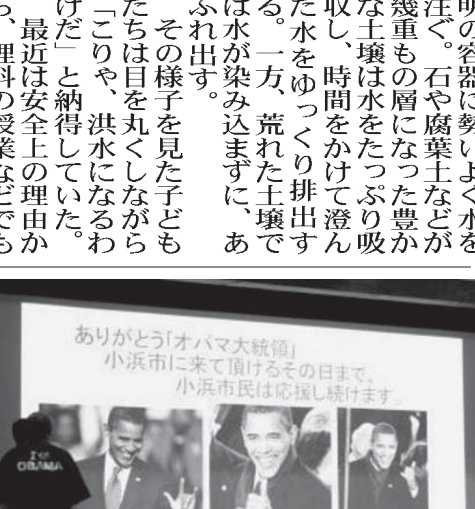 明の容器に勢いよく水を
注ぐ。石や腐葉土などが
幾重もの層になった豊か
な土壌は水をたっぷり吸
収し、時間をかけて澄ん
だ水をゆっくり排出す
る。一方、荒れた土壌で
は水が染み込まずに、あ
ふれ出す。
その様子を見た子ども
たちは目を丸くしながら
「こりゃ、洪水になるわ
けだ」と納得していた。
最近は安全上の理由か
ら、理科の授業などでも
ありがとう「オバマ大統領」
小浜市に来て頂けるその日まで、
小浜市民は応援し続けます。
I ♥
OBAMA